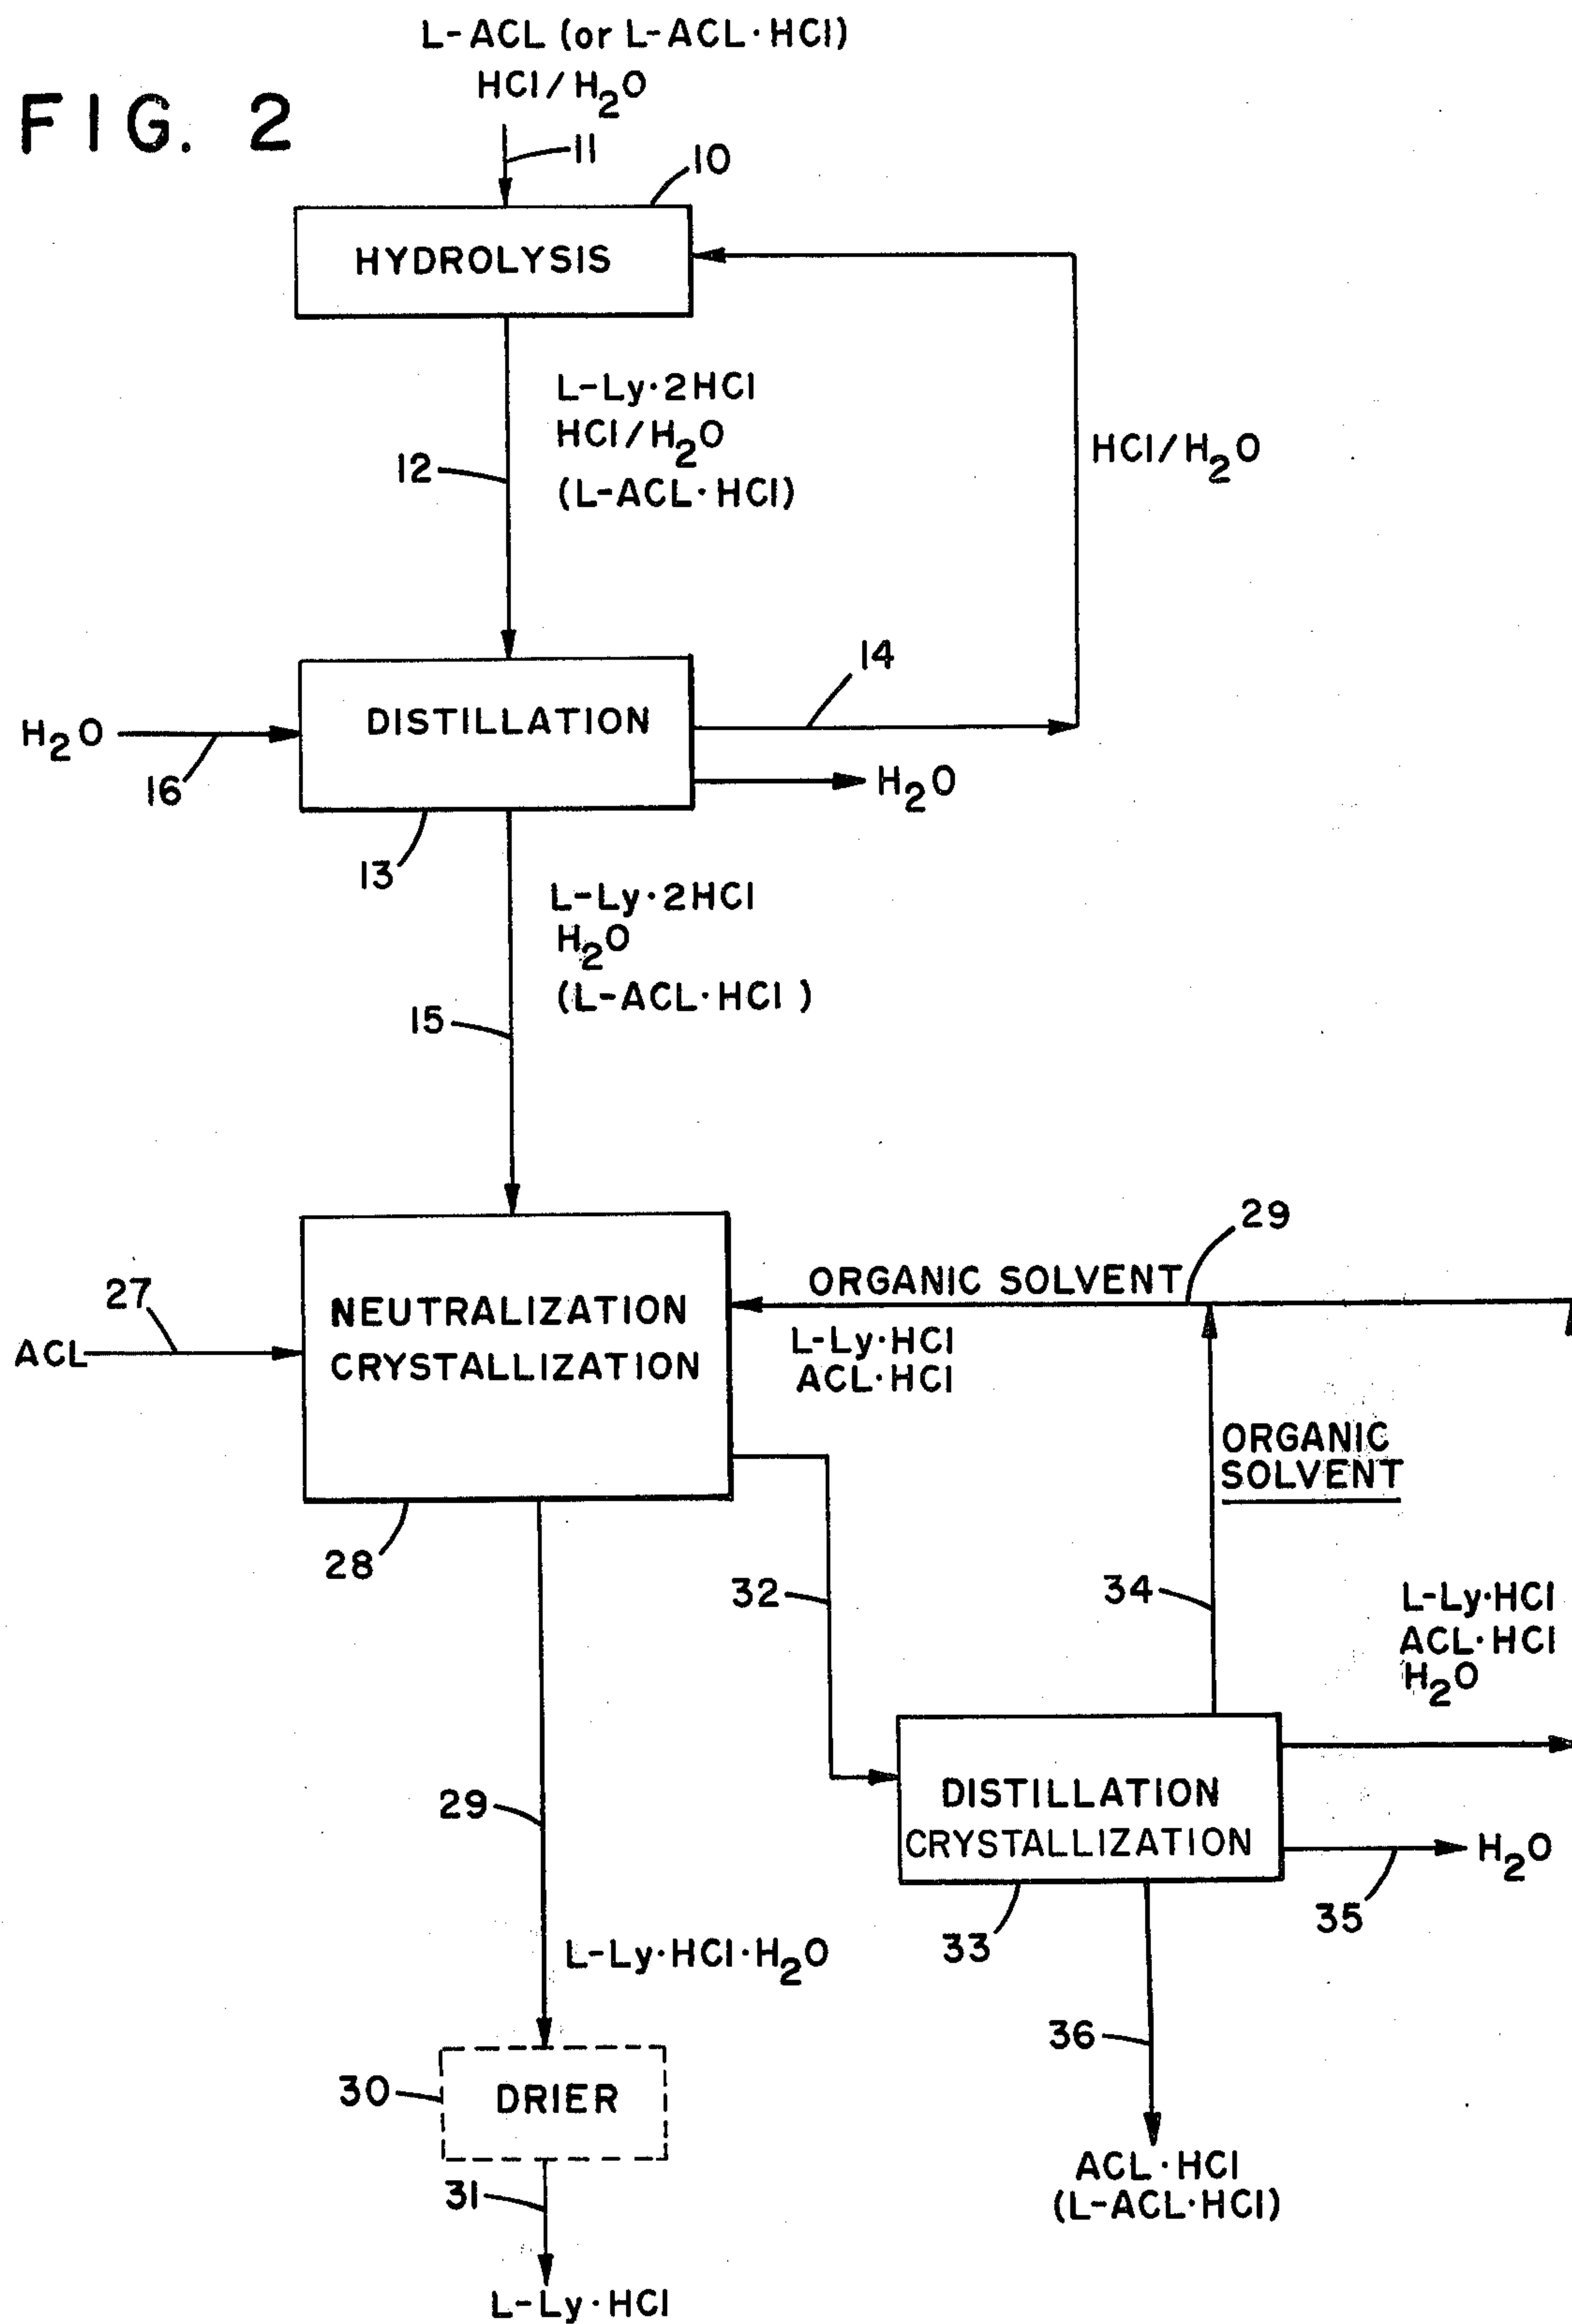 L-ACL (or L-ACL·HCl)
HCl/H₂O
FIG. 2
11
10
HYDROLYSIS
L-Ly·2HCl
HCl/H₂O
(L-ACL·HCl)
12
HCl/H₂O
14
DISTILLATION
H₂O
16
H₂O
13
L-Ly·2HCl
H₂O
(L-ACL·HCl)
15
29
ORGANIC SOLVENT
27
NEUTRALIZATION
CRYSTALLIZATION
ACL
L-Ly·HCl
ACL·HCl
ORGANIC
SOLVENT
28
32
34
L-Ly·HCl
ACL·HCl
H₂O
29
DISTILLATION
CRYSTALLIZATION
H₂O
35
33
L-Ly·HCl·H₂O
36
30
DRIER
ACL·HCl
(L-ACL·HCl)
31
L-Ly·HCl